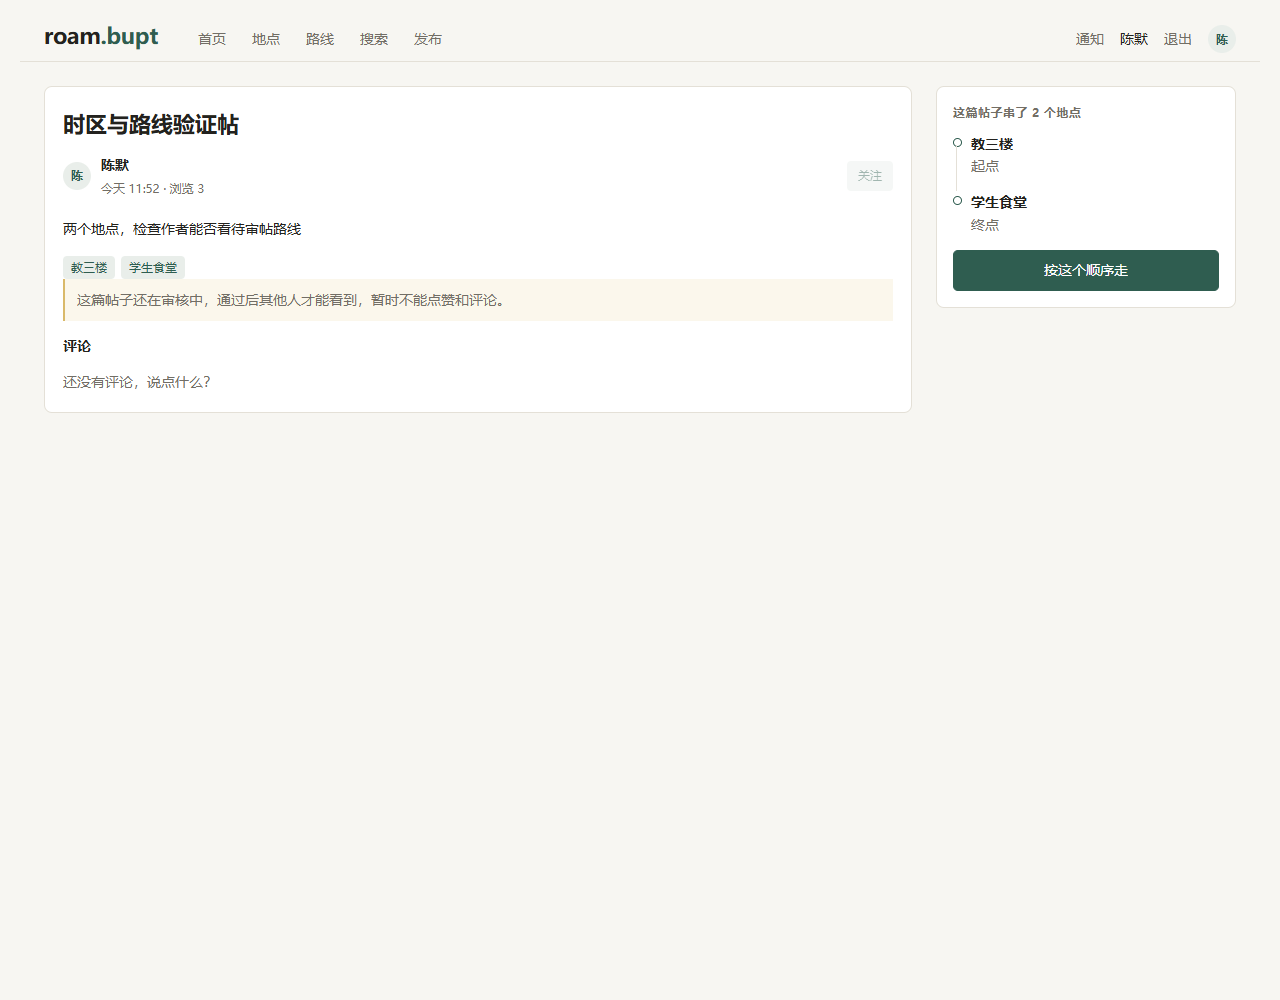 roam.bupt 首页 地点 路线 搜索 发布 通知 陈默 退出 陈
时区与路线验证帖
陈 陈默 关注
今天 11:52 · 浏览 3
两个地点，检查作者能否看待审帖路线
教三楼 学生食堂
这篇帖子还在审核中，通过后其他人才能看到，暂时不能点赞和评论。
评论
还没有评论，说点什么？
这篇帖子串了 2 个地点
教三楼
起点
学生食堂
终点
按这个顺序走